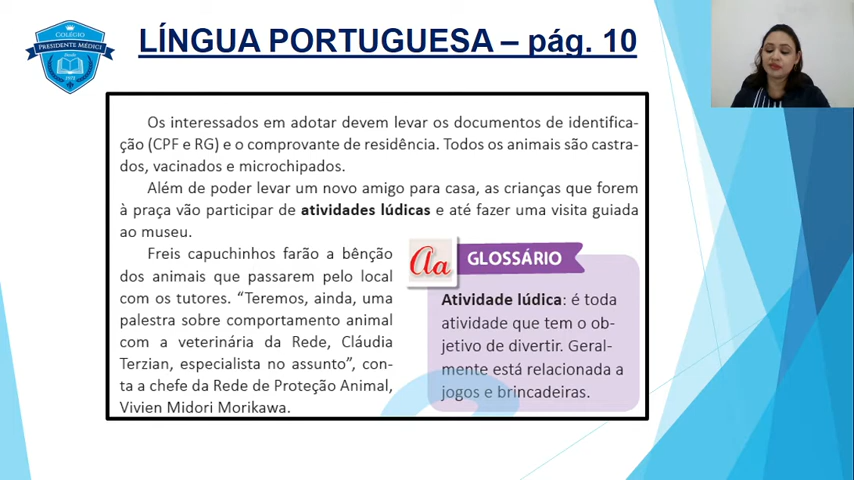 COLÉGIO
PRESIDENTE MÉDICI
LÍNGUA PORTUGUESA – pág. 10
Os interessados em adotar devem levar os documentos de identifica-
ção (CPF e RG) e o comprovante de residência. Todos os animais são castra-
dos, vacinados e microchipados.
Além de poder levar um novo amigo para casa, as crianças que forem
à praça vão participar de atividades lúdicas e até fazer uma visita guiada
ao museu.
Freis capuchinhos farão a bênção
dos animais que passarem pelo local
com os tutores. “Teremos, ainda, uma
palestra sobre comportamento animal
com a veterinária da Rede, Cláudia
Terzian, especialista no assunto”, con-
ta a chefe da Rede de Proteção Animal,
Vivien Midori Morikawa.
Aa GLOSSÁRIO
Atividade lúdica: é toda
atividade que tem o ob-
jetivo de divertir. Geral-
mente está relacionada a
jogos e brincadeiras.